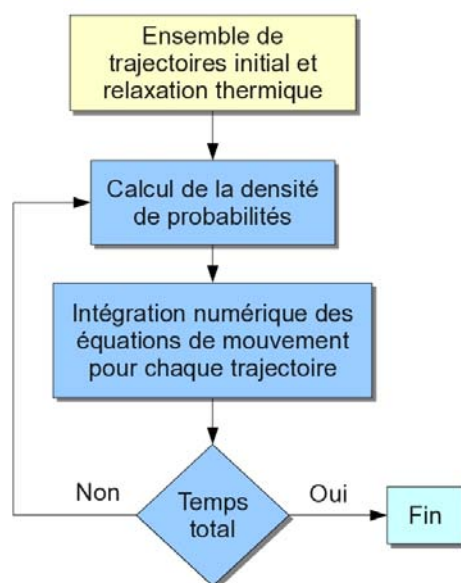 Ensemble de
trajectoires initial et
relaxation thermique
Calcul de la densité
de probabilités
Intégration numérique des
équations de mouvement
pour chaque trajectoire
Non
Temps
total
Oui
Fin